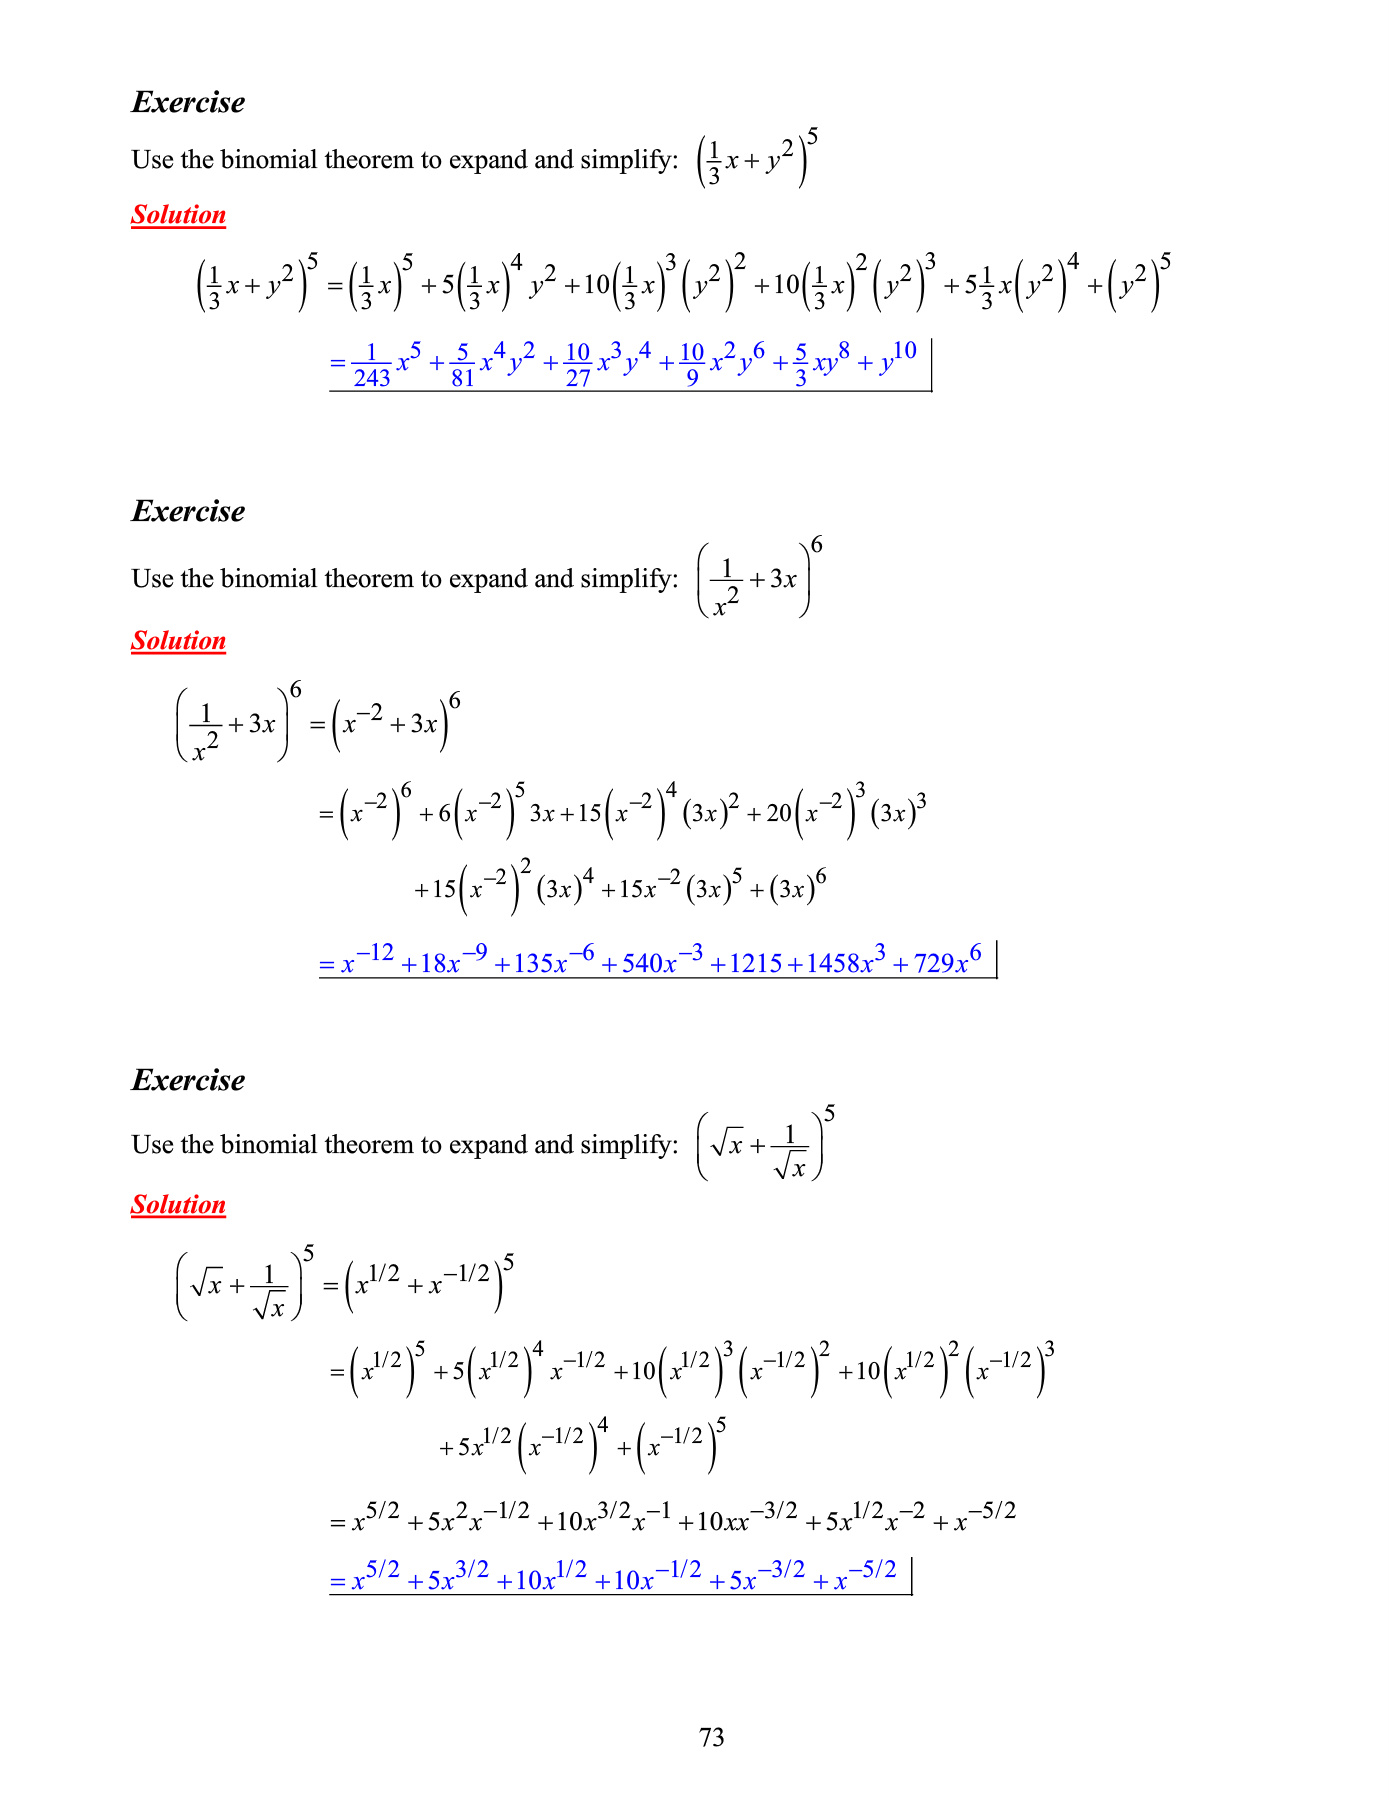 Exercise
Use the binomial theorem to expand and simplify: $\left(\frac{1}{3}x+y^2\right)^5$
Solution
$\left(\frac{1}{3}x+y^2\right)^5=\left(\frac{1}{3}x\right)^5+5\left(\frac{1}{3}x\right)^4y^2+10\left(\frac{1}{3}x\right)^3\left(y^2\right)^2+10\left(\frac{1}{3}x\right)^2\left(y^2\right)^3+5\frac{1}{3}x\left(y^2\right)^4+\left(y^2\right)^5$
$=\frac{1}{243}x^5+\frac{5}{81}x^4y^2+\frac{10}{27}x^3y^4+\frac{10}{9}x^2y^6+\frac{5}{3}xy^8+y^{10}$
Exercise
Use the binomial theorem to expand and simplify: $\left(\frac{1}{x^2}+3x\right)^6$
Solution
$\left(\frac{1}{x^2}+3x\right)^6=\left(x^{-2}+3x\right)^6$
$=\left(x^{-2}\right)^6+6\left(x^{-2}\right)^5 3x+15\left(x^{-2}\right)^4(3x)^2+20\left(x^{-2}\right)^3(3x)^3$
$+15\left(x^{-2}\right)^2(3x)^4+15x^{-2}(3x)^5+(3x)^6$
$=x^{-12}+18x^{-9}+135x^{-6}+540x^{-3}+1215+1458x^3+729x^6$
Exercise
Use the binomial theorem to expand and simplify: $\left(\sqrt{x}+\frac{1}{\sqrt{x}}\right)^5$
Solution
$\left(\sqrt{x}+\frac{1}{\sqrt{x}}\right)^5=\left(x^{1/2}+x^{-1/2}\right)^5$
$=\left(x^{1/2}\right)^5+5\left(x^{1/2}\right)^4x^{-1/2}+10\left(x^{1/2}\right)^3\left(x^{-1/2}\right)^2+10\left(x^{1/2}\right)^2\left(x^{-1/2}\right)^3$
$+5x^{1/2}\left(x^{-1/2}\right)^4+\left(x^{-1/2}\right)^5$
$=x^{5/2}+5x^2x^{-1/2}+10x^{3/2}x^{-1}+10xx^{-3/2}+5x^{1/2}x^{-2}+x^{-5/2}$
$=x^{5/2}+5x^{3/2}+10x^{1/2}+10x^{-1/2}+5x^{-3/2}+x^{-5/2}$
73